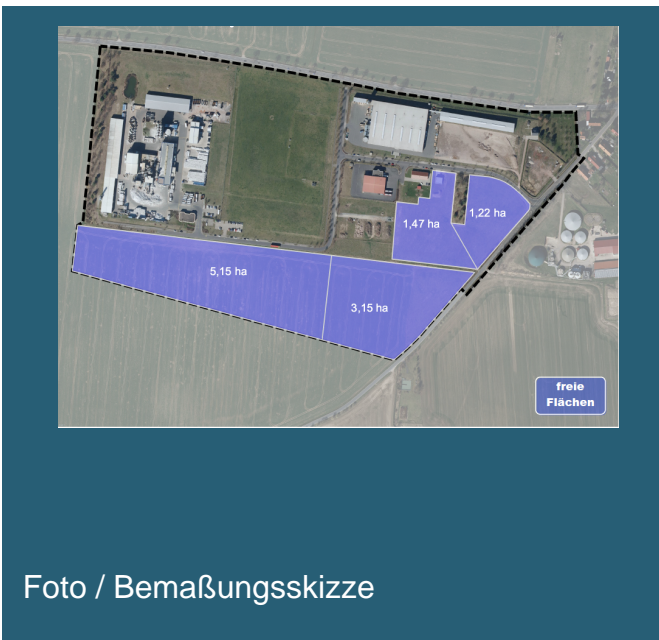 1,47 ha
1,22 ha
5,15 ha
3,15 ha
freie
Flächen
Foto / Bemaßungsskizze